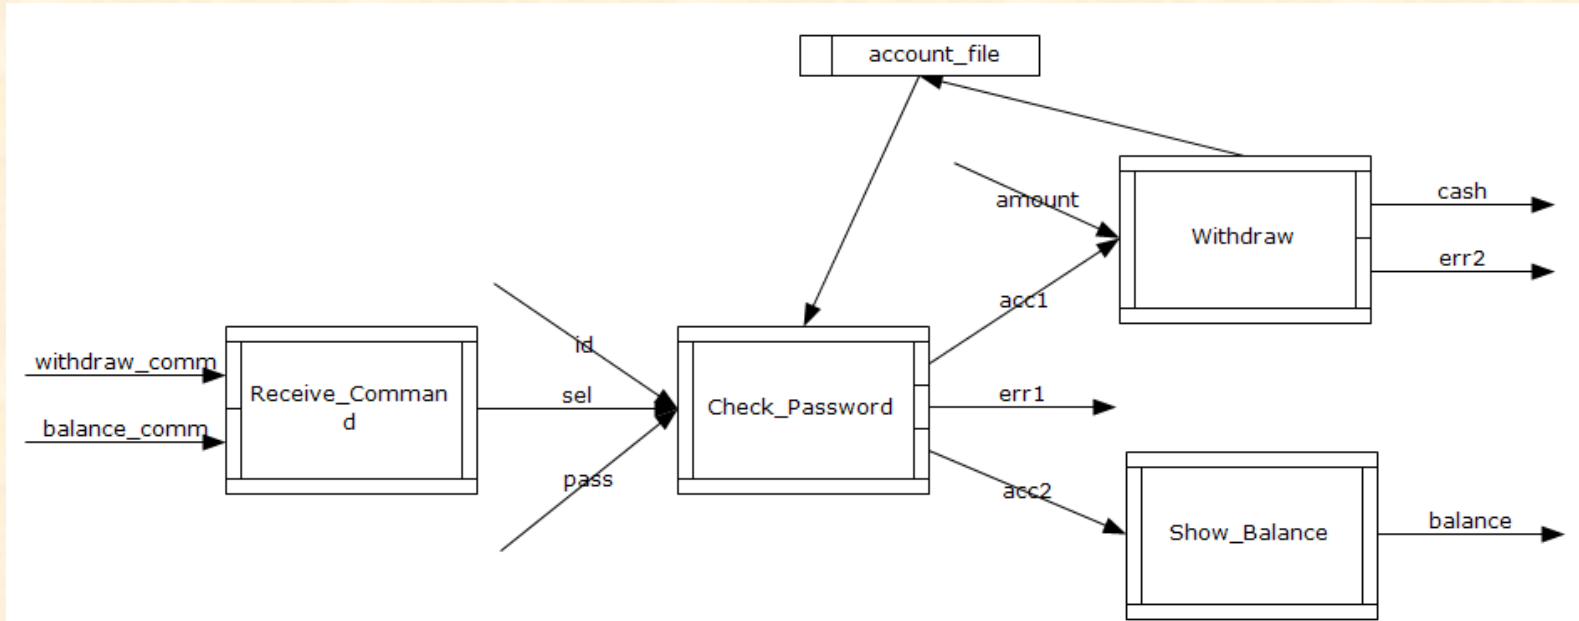 account_file
amount
Withdraw
cash
err2
acc1
id
withdraw_comm
balance_comm
Receive_Comman
d
sel
pass
Check_Password
err1
acc2
Show_Balance
balance